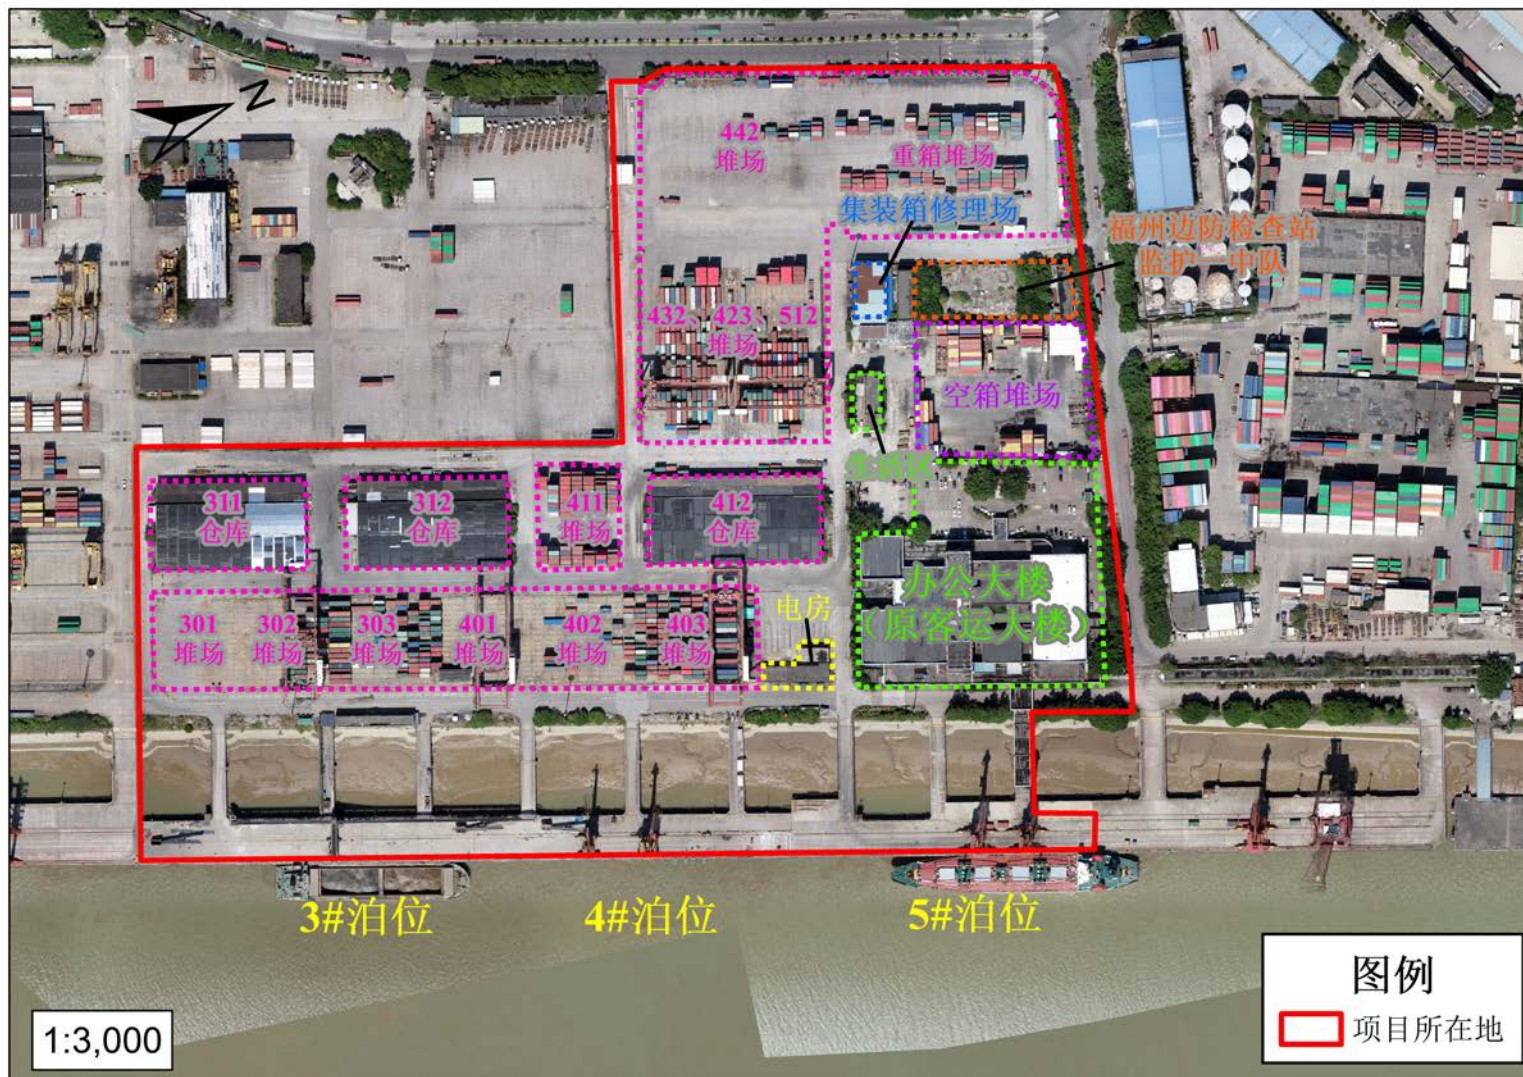 N
442
堆场
重箱堆场
集装箱修理场
福州边防检查站
监护一中队
432、423、512
堆场
空箱堆场
生活区
311
仓库
312
仓库
411
堆场
412
仓库
办公大楼
（原客运大楼）
电房
301
堆场
302
堆场
303
堆场
401
堆场
402
堆场
403
堆场
3#泊位
4#泊位
5#泊位
图例
项目所在地
1:3,000